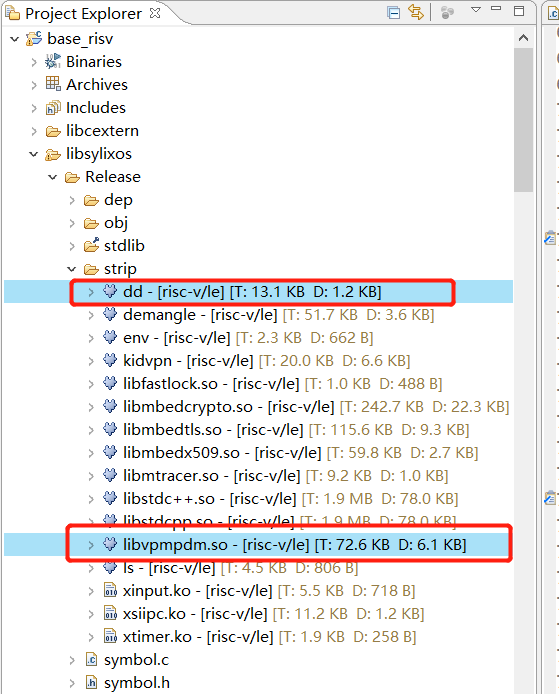 Project Explorer
base_risv
Binaries
Archives
Includes
libcextern
libsylixos
Release
dep
obj
stdlib
strip
dd - [risc-v/le] [T: 13.1 KB D: 1.2 KB]
demangle - [risc-v/le] [T: 51.7 KB D: 3.6 KB]
env - [risc-v/le] [T: 2.3 KB D: 662 B]
kidvpn - [risc-v/le] [T: 20.0 KB D: 6.6 KB]
libfastlock.so - [risc-v/le] [T: 1.0 KB D: 488 B]
libmbedcrypto.so - [risc-v/le] [T: 242.7 KB D: 22.3 KB]
libmbedtls.so - [risc-v/le] [T: 115.6 KB D: 9.3 KB]
libmbedx509.so - [risc-v/le] [T: 59.8 KB D: 2.7 KB]
libmtracer.so - [risc-v/le] [T: 9.2 KB D: 1.0 KB]
libstdc++.so - [risc-v/le] [T: 1.9 MB D: 78.0 KB]
libstdcpp.so - [risc-v/le] [T: 1.9 MB D: 78.0 KB]
libvpmpdm.so - [risc-v/le] [T: 72.6 KB D: 6.1 KB]
ls - [risc-v/le] [T: 4.5 KB D: 806 B]
xinput.ko - [risc-v/le] [T: 5.5 KB D: 718 B]
xsiipc.ko - [risc-v/le] [T: 11.2 KB D: 1.2 KB]
xtimer.ko - [risc-v/le] [T: 1.9 KB D: 258 B]
symbol.c
symbol.h